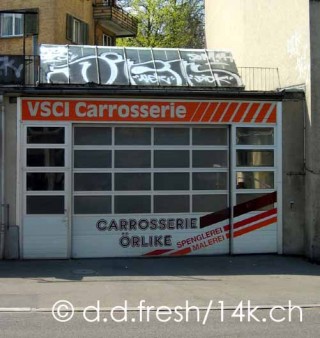 VSCI Carrosserie
CARROSSERIE
ÖRLIKE
SPENGLEREI
MALEREI
© d.d.fresh/14k.ch